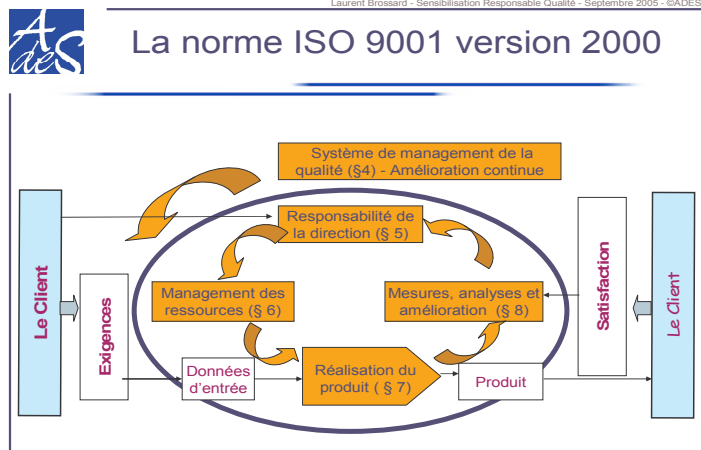 Laurent Brossard - Sensibilisation Responsable Qualité - Septembre 2005 - ©ADES
AdeS
La norme ISO 9001 version 2000
Système de management de la
qualité (§4) - Amélioration continue
Responsabilité de
la direction (§ 5)
Le Client
Exigences
Management des
ressources (§ 6)
Mesures, analyses et
amélioration (§ 8)
Satisfaction
Le Client
Données
d'entrée
Réalisation du
produit ( § 7)
Produit